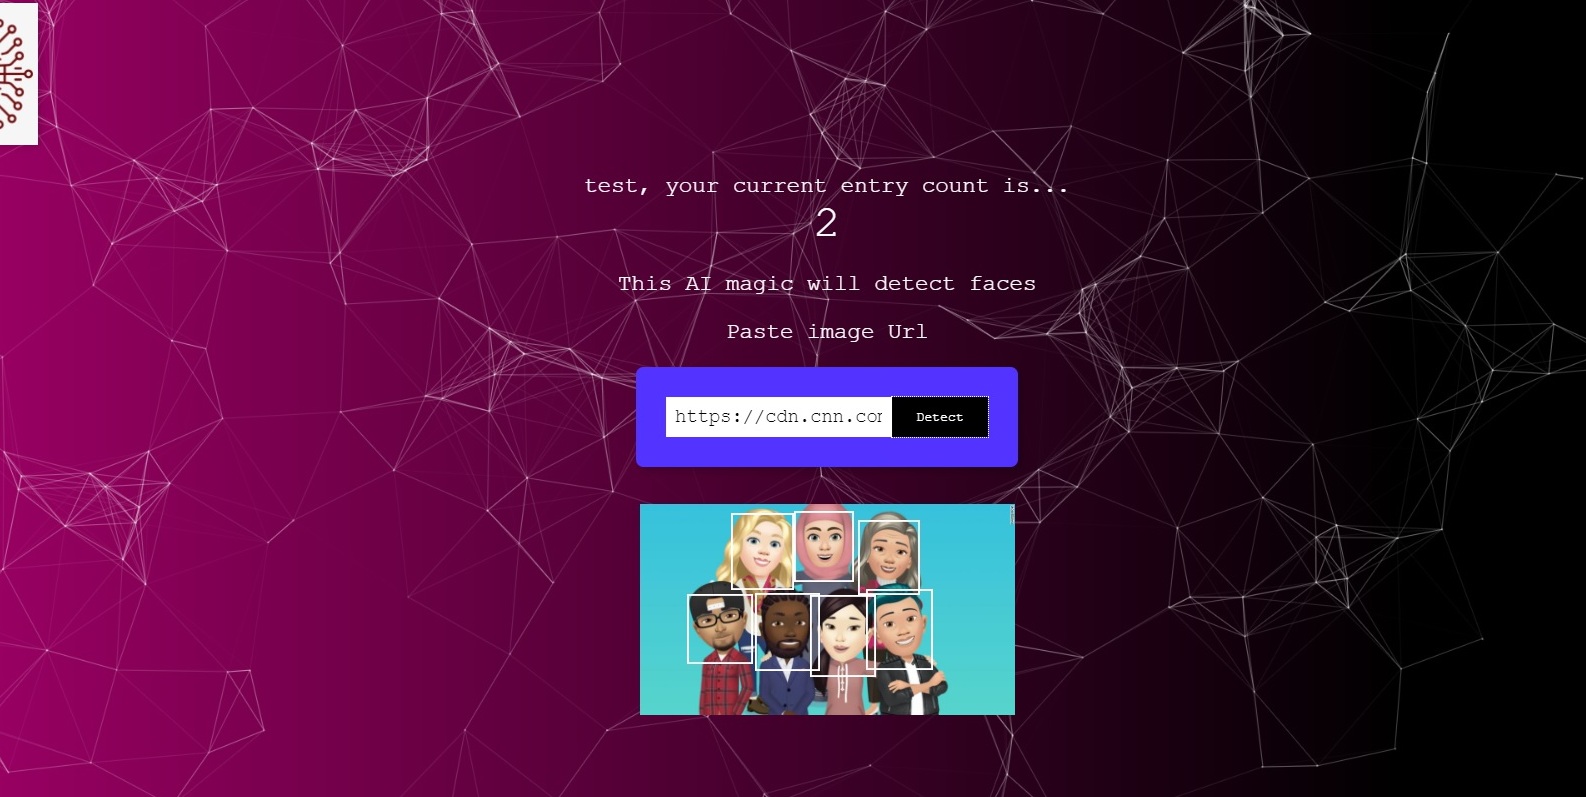 test, your current entry count is...
2
This AI magic will detect faces
Paste image Url
https://cdn.cnn.com
Detect